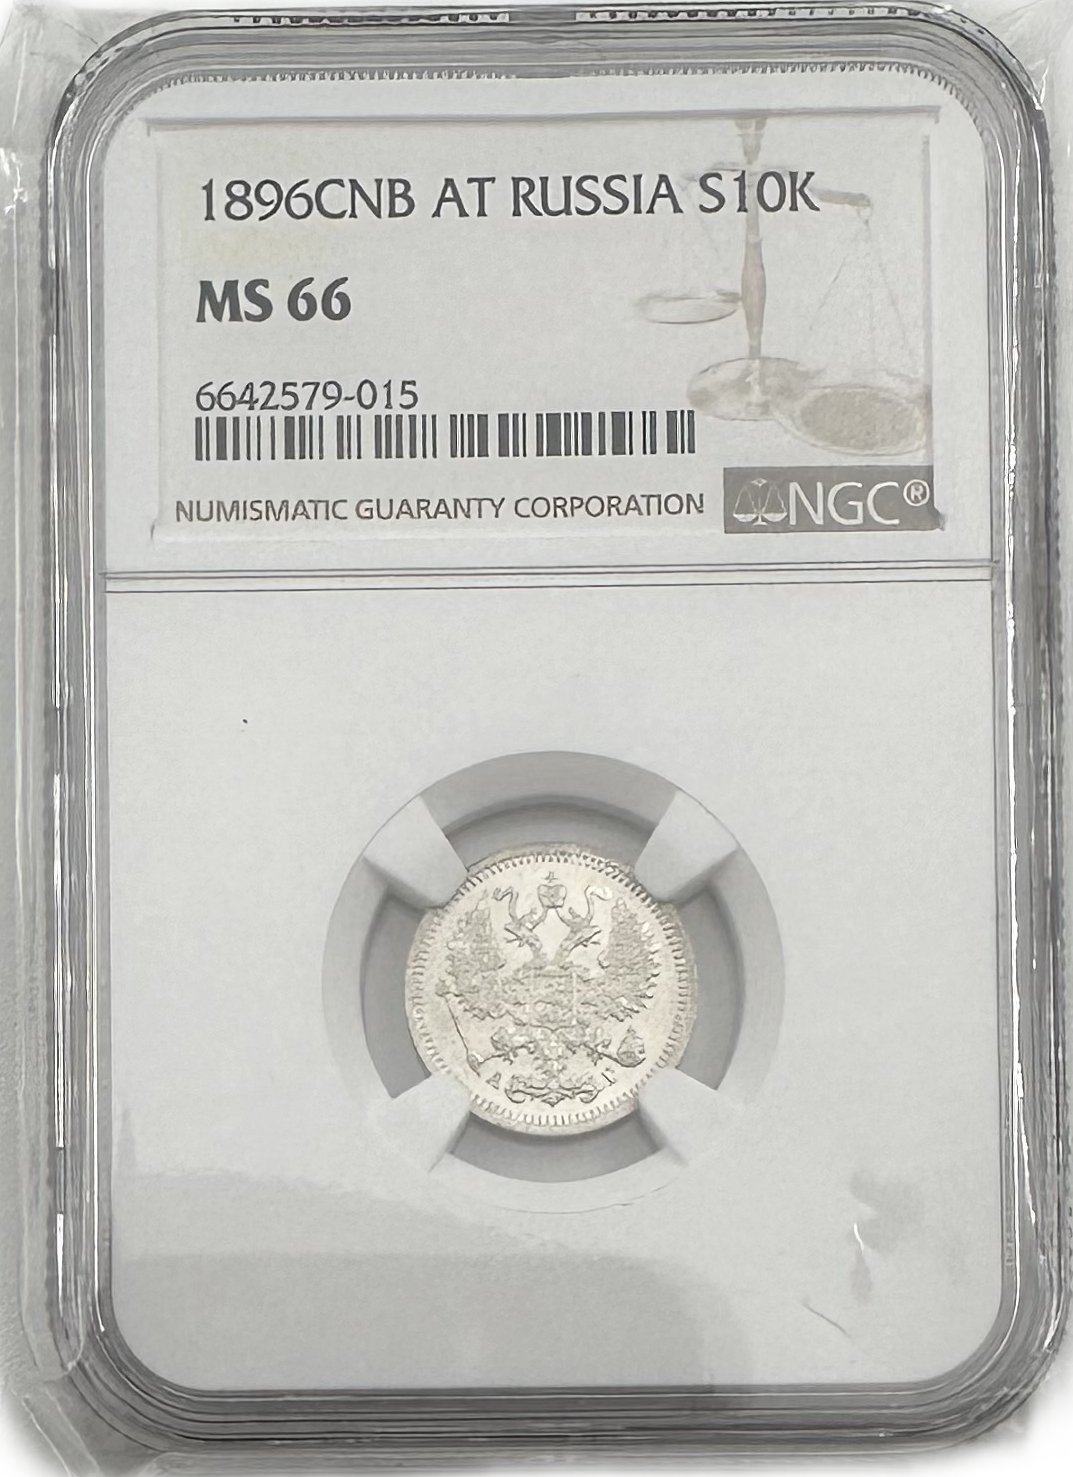 1896CNB AT RUSSIA S10K
MS 66
6642579-015
NUMISMATIC GUARANTY CORPORATION
NGC®
А Г